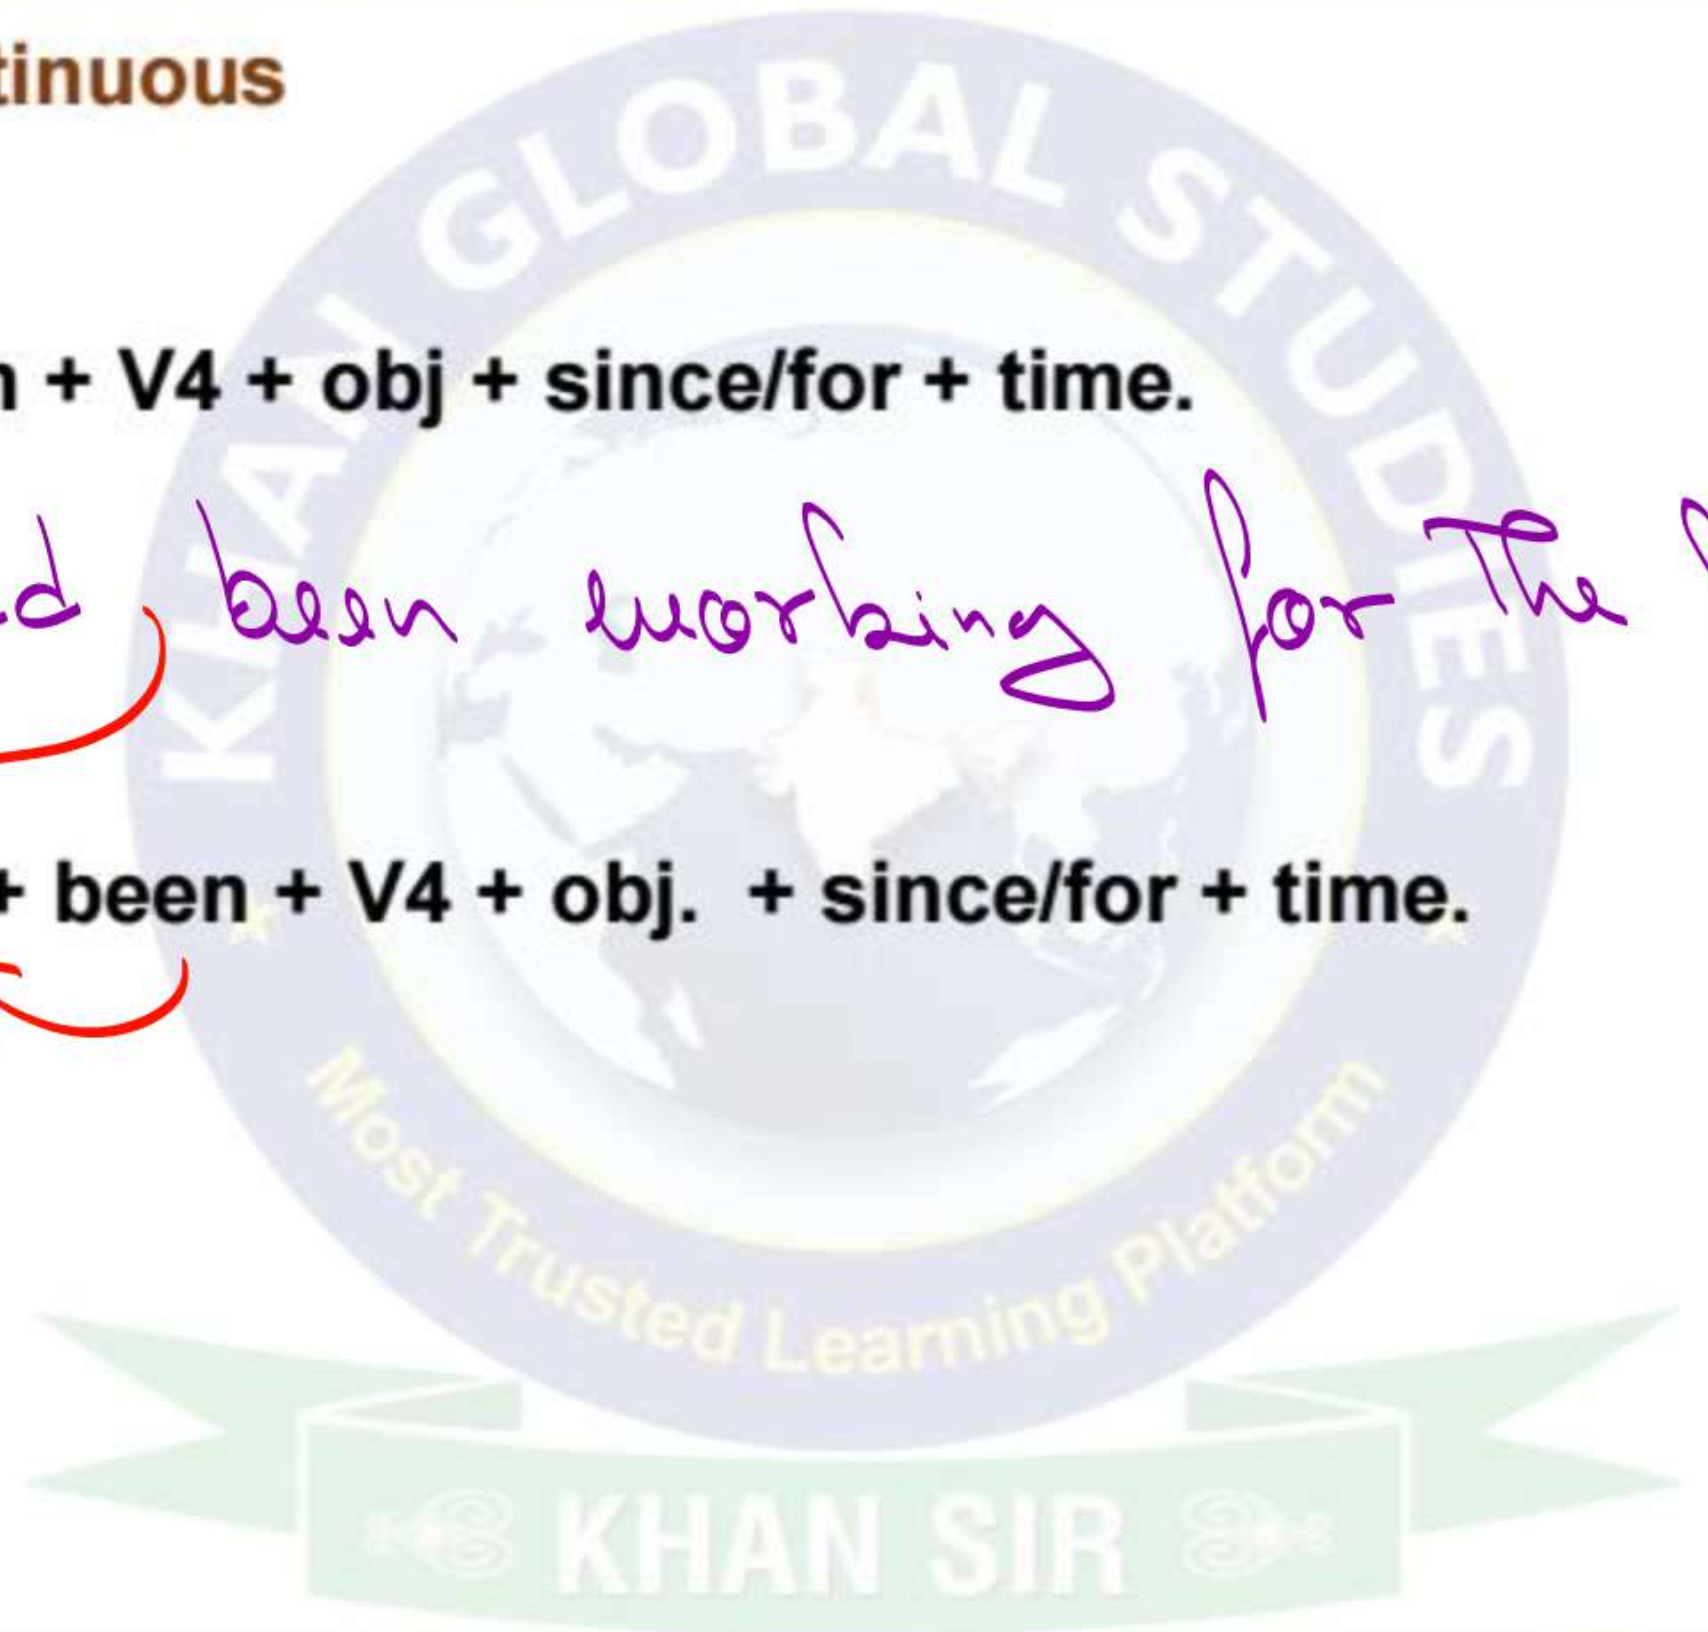 tinuous
n + V4 + obj + since/for + time.
d been working for the
+ been + V4 + obj. + since/for + time.
KHAN GLOBAL STUDIES
Most Trusted Learning Platform
KHAN SIR